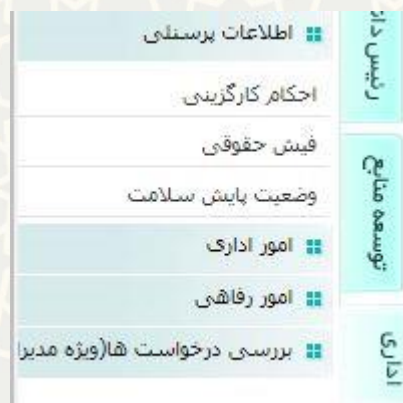 اطلاعات پرسنلی
احکام کارگزینی
فیش حقوقی
وضعیت پایش سلامت
امور اداری
امور رفاهی
بررسی درخواست ها(ویژه مدیرا
رئیس
توسعه منابع
اداری